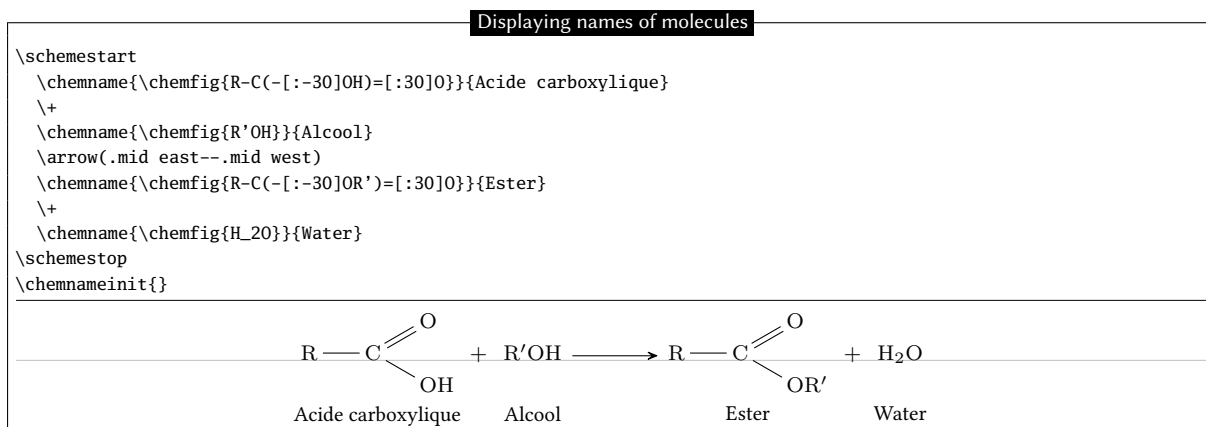 Displaying names of molecules
\schemestart
\chemname{\chemfig{R-C(-[:-30]OH)=[:30]O}}{Acide carboxylique}
\+
\chemname{\chemfig{R’OH}}{Alcool}
\arrow(.mid east--.mid west)
\chemname{\chemfig{R-C(-[:-30]OR’)=[:30]O}}{Ester}
\+
\chemname{\chemfig{H_2O}}{Water}
\schemestop
\chemnameinit{}
O O
R C + R′OH R C + H₂O
OH OR′
Acide carboxylique Alcool Ester Water